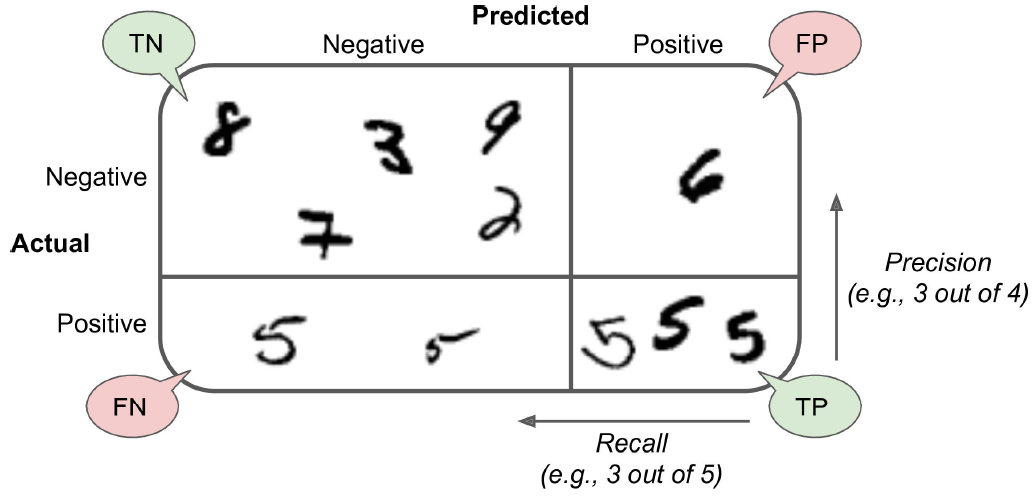 Predicted
TN
Negative
Positive
FP
8
3
9
Negative
6
7
2
Actual
Precision
(e.g., 3 out of 4)
Positive
5
5
5
5
5
FN
TP
Recall
(e.g., 3 out of 5)